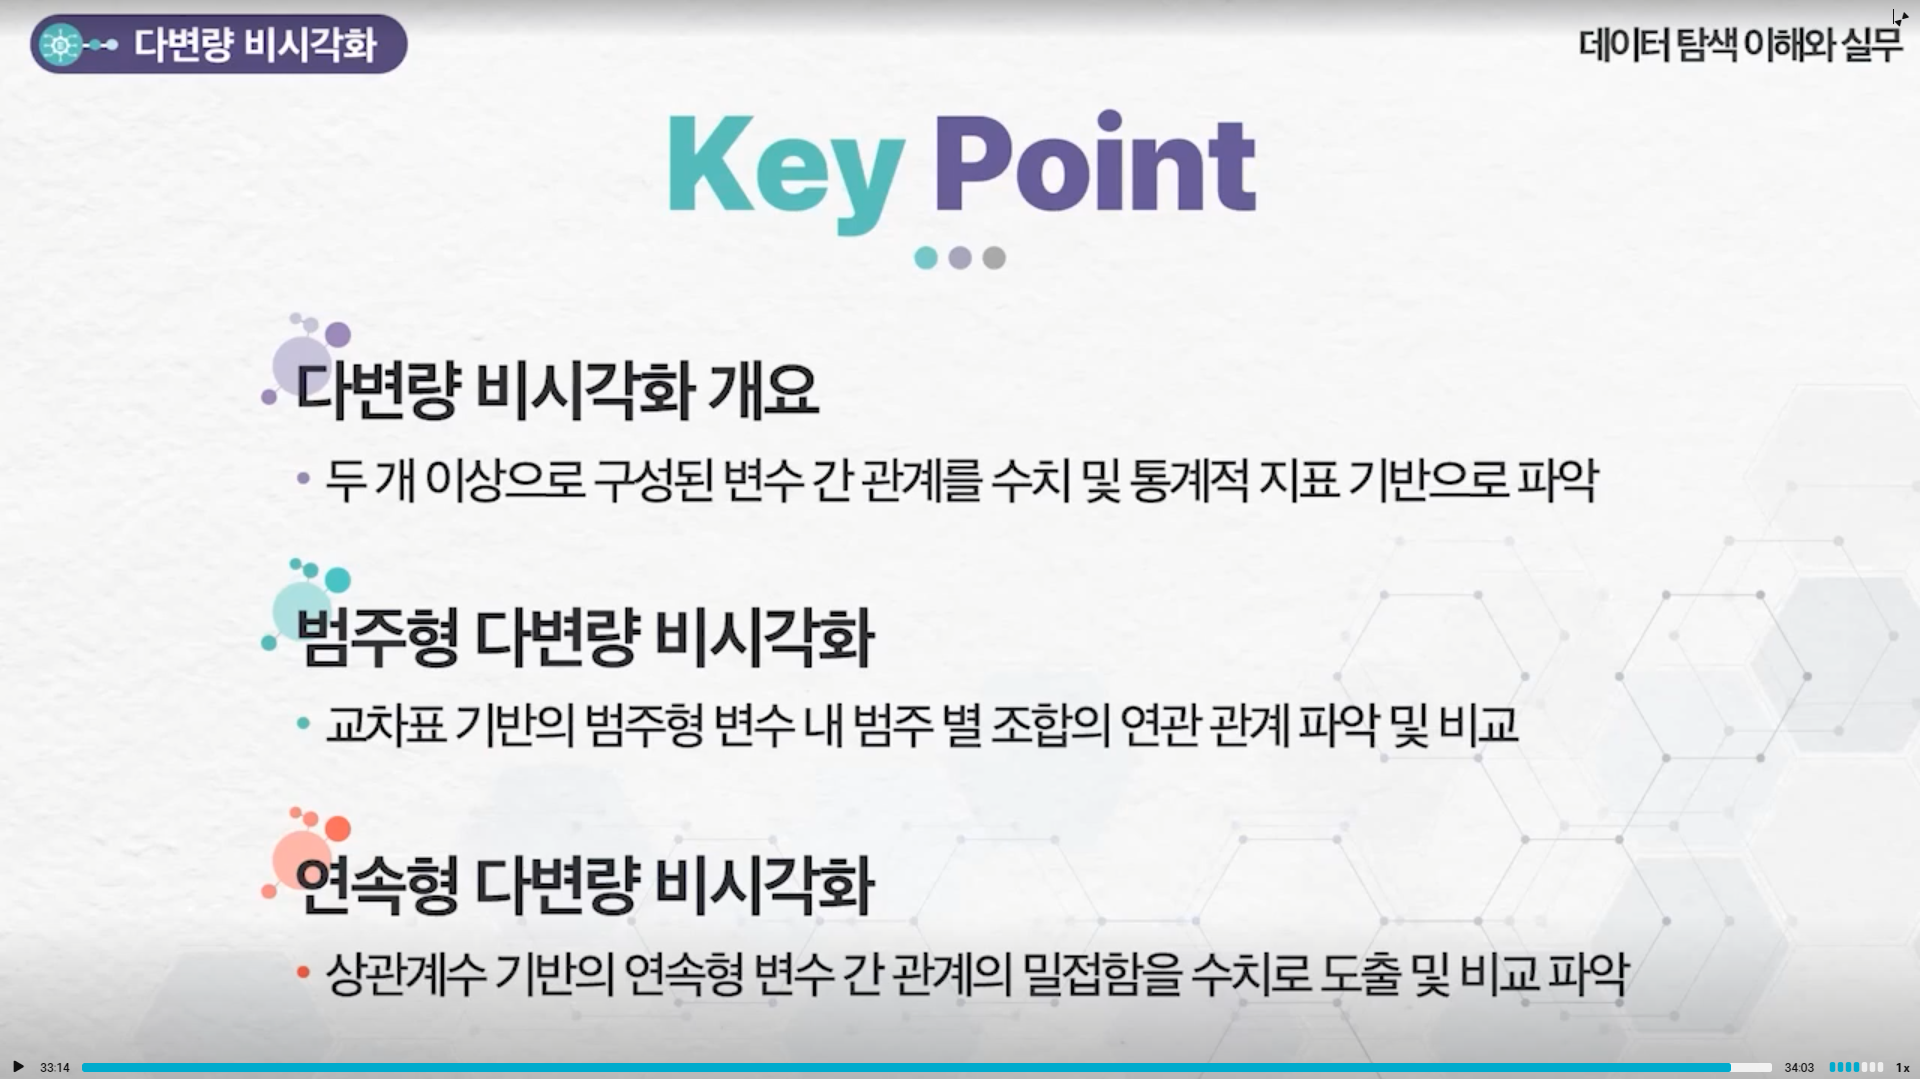 다변량 비시각화
데이터 탐색 이해와 실무
Key Point
다변량 비시각화 개요
• 두 개 이상으로 구성된 변수 간 관계를 수치 및 통계적 지표 기반으로 파악
범주형 다변량 비시각화
• 교차표 기반의 범주형 변수 내 범주 별 조합의 연관 관계 파악 및 비교
연속형 다변량 비시각화
• 상관계수 기반의 연속형 변수 간 관계의 밀접함을 수치로 도출 및 비교 파악
33:14
34:03
1x